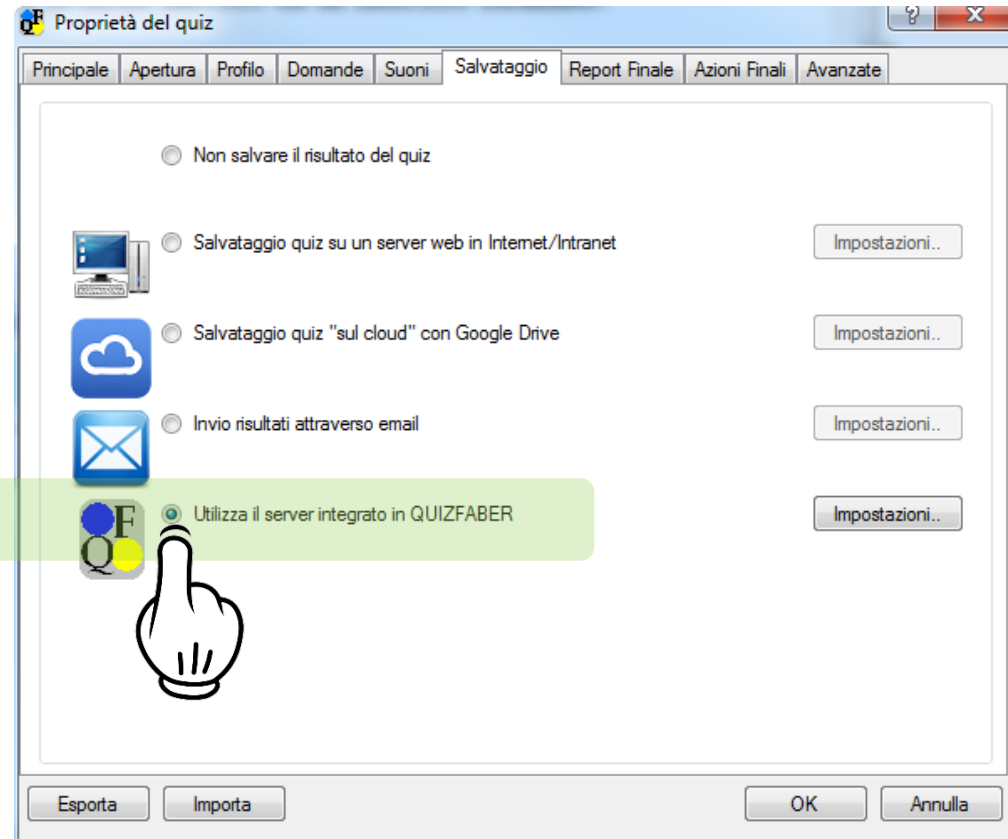 Proprietà del quiz
Principale Apertura Profilo Domande Suoni Salvataggio Report Finale Azioni Finali Avanzate
Non salvare il risultato del quiz
Salvataggio quiz su un server web in Internet/Intranet Impostazioni..
Salvataggio quiz "sul cloud" con Google Drive Impostazioni..
Invio risultati attraverso email Impostazioni..
Utilizza il server integrato in QUIZFABER Impostazioni..
Esporta Importa OK Annulla